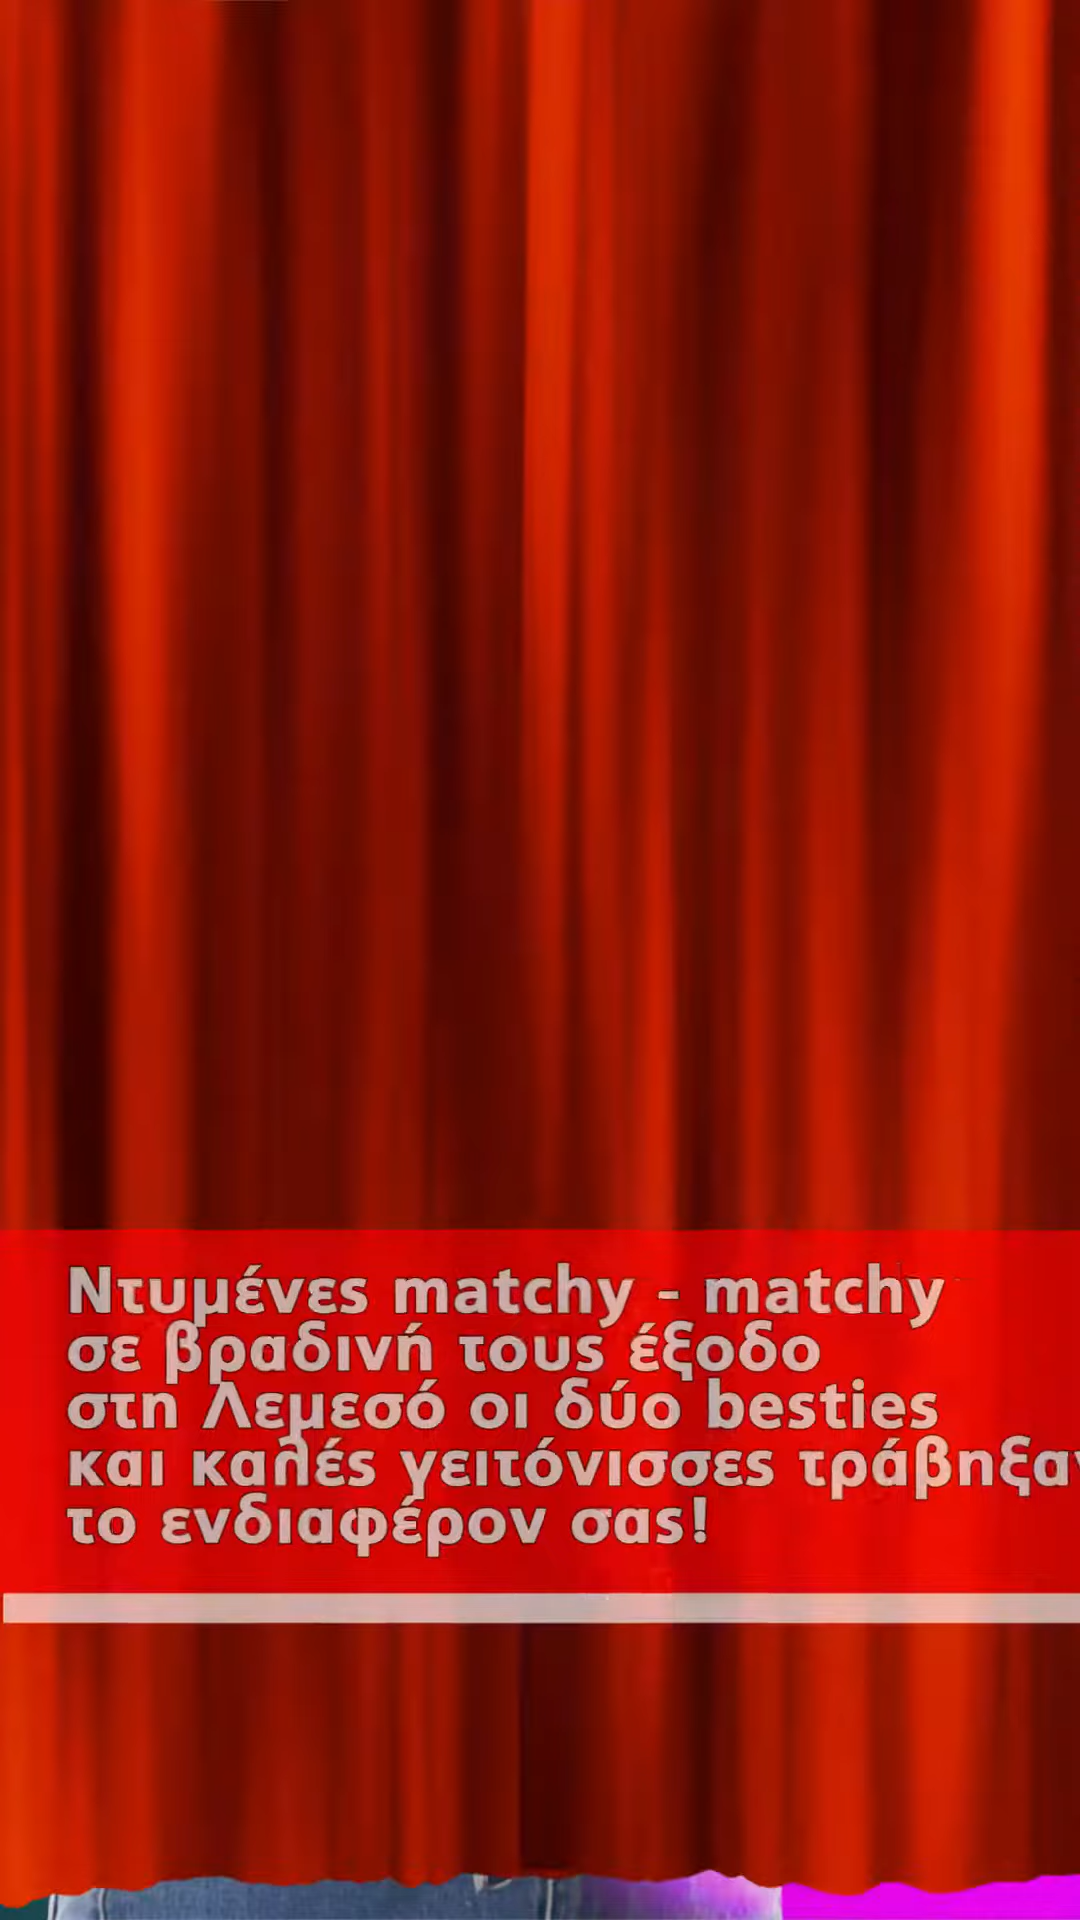 Ντυμένες matchy - matchy
σε βραδινή τους έξοδο
στη Λεμεσό οι δύο besties
και καλές γειτόνισσες τράβηξαν
το ενδιαφέρον σας!